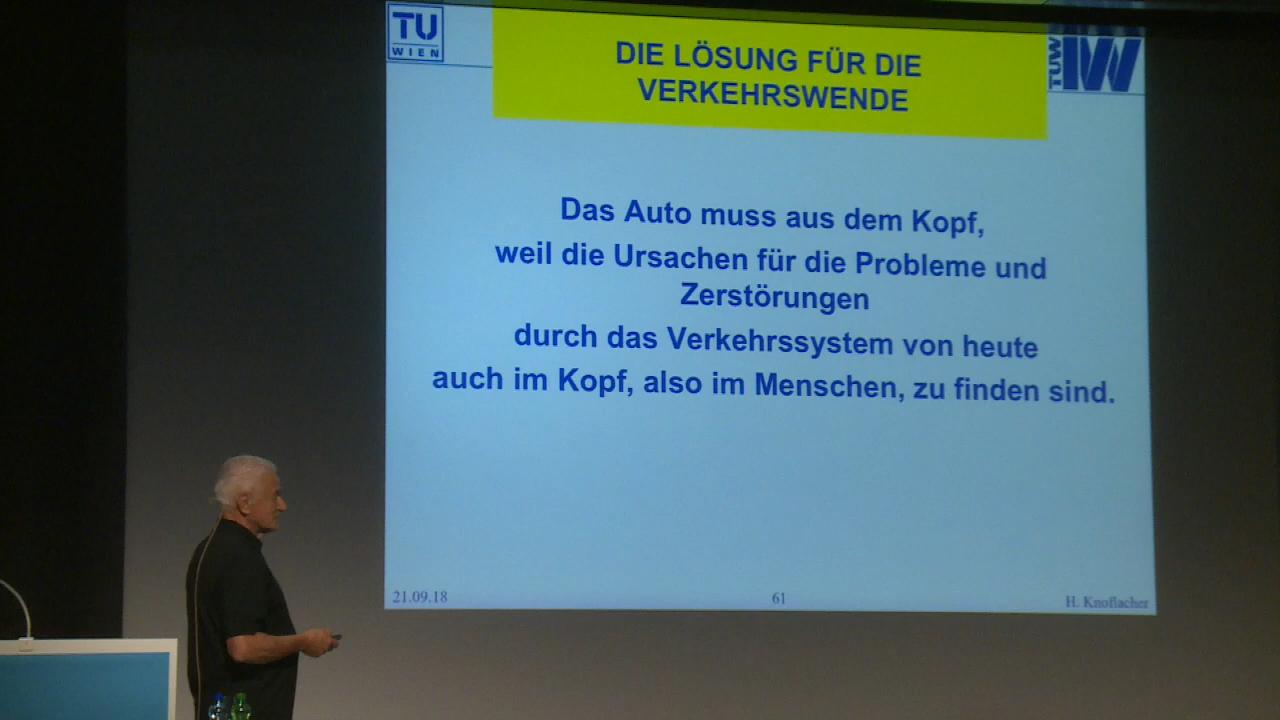 TU
WIEN
TUW
IW
DIE LÖSUNG FÜR DIE
VERKEHRSWENDE
Das Auto muss aus dem Kopf,
weil die Ursachen für die Probleme und
Zerstörungen
durch das Verkehrssystem von heute
auch im Kopf, also im Menschen, zu finden sind.
21.09.18
61
H. Knoflacher